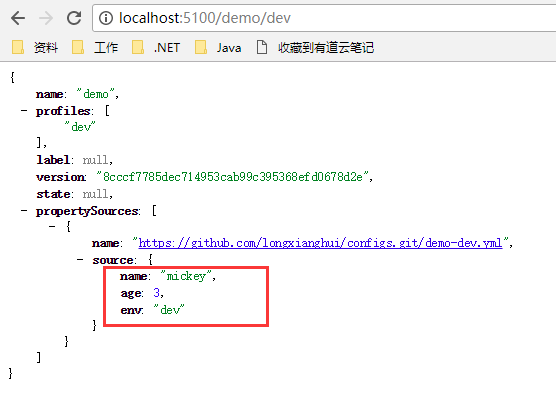 localhost:5100/demo/dev
资料 工作 .NET Java 收藏到有道云笔记
{
name: "demo",
- profiles: [
"dev"
],
label: null,
version: "8cccf7785dec714953cab99c395368efd0678d2e",
state: null,
- propertySources: [
- {
name: "https://github.com/longxianghui/configs.git/demo-dev.yml",
- source: {
name: "mickey",
age: 3,
env: "dev"
}
}
]
}